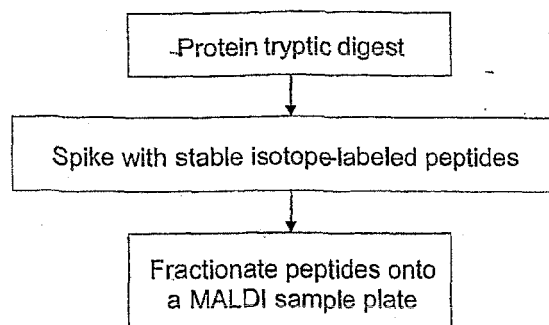 Protein tryptic digest
Spike with stable isotope-labeled peptides
Fractionate peptides onto
a MALDI sample plate